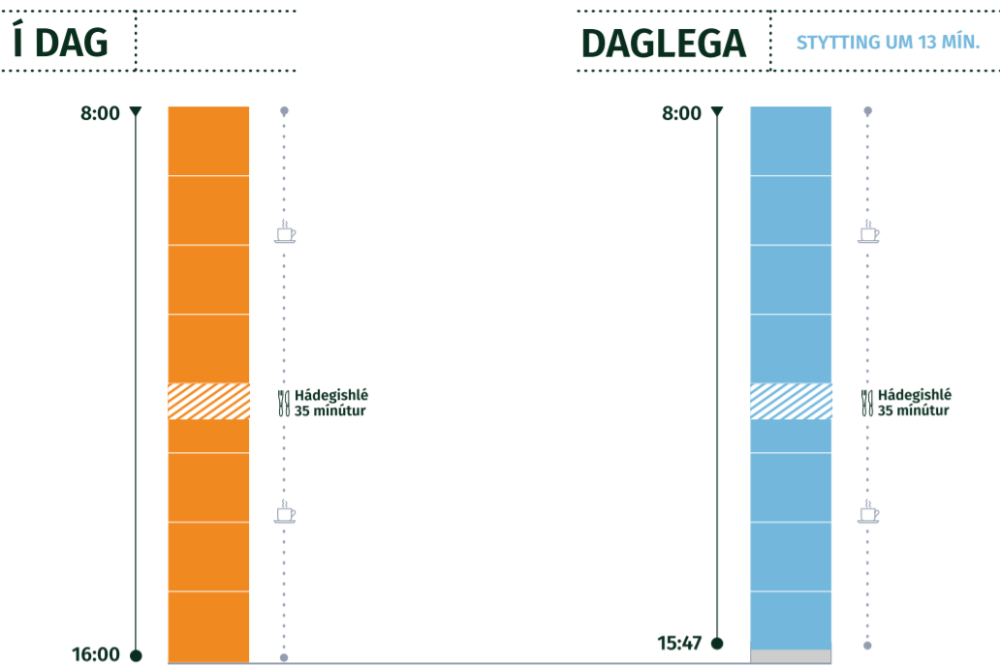 Í DAG
8:00
Hádegishlé
35 mínútur
16:00
DAGLEGA
STYTTING UM 13 MÍN.
8:00
Hádegishlé
35 mínútur
15:47